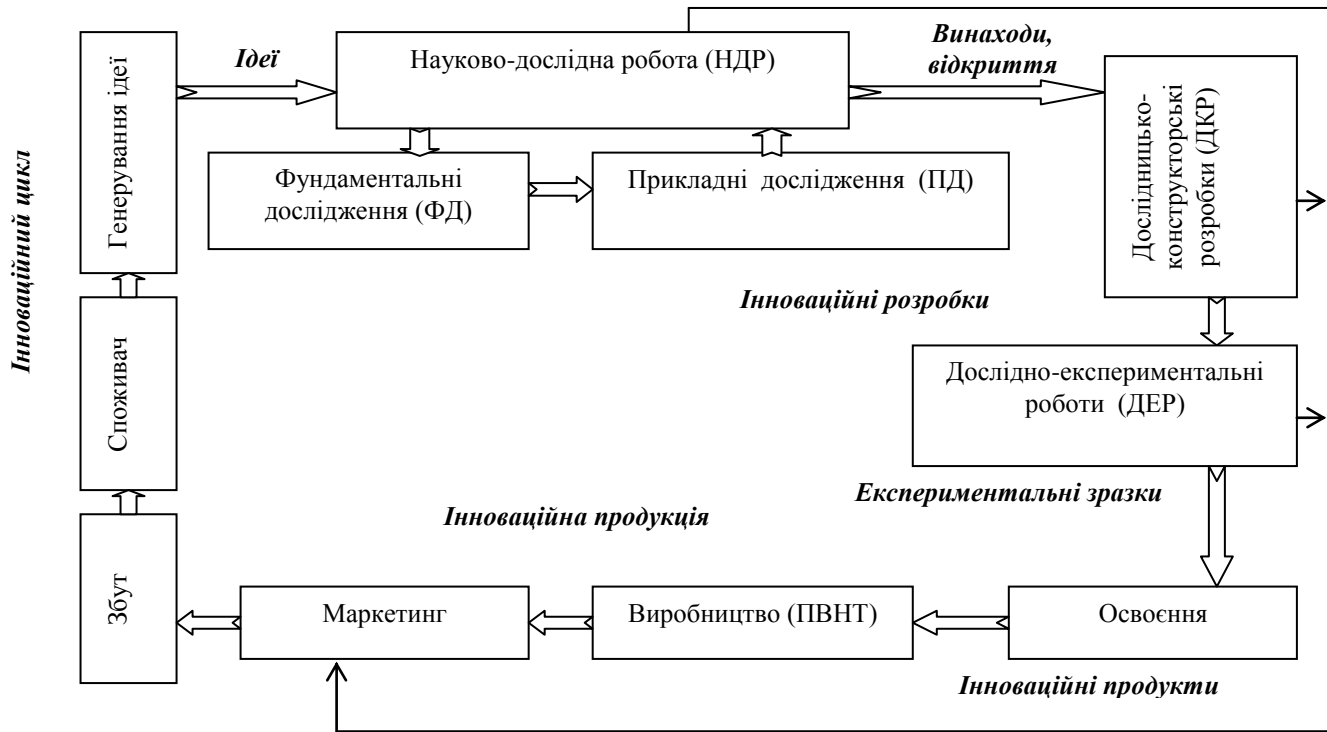 Інноваційний цикл
Генерування ідеї
Ідеї
Науково-дослідна робота (НДР)
Винаходи,
відкриття
Дослідницько-
конструкторські
розробки (ДКР)
Фундаментальні
дослідження (ФД)
Прикладні дослідження (ПД)
Інноваційні розробки
Споживач
Дослідно-експериментальні
роботи (ДЕР)
Експериментальні зразки
Інноваційна продукція
Збут
Маркетинг
Виробництво (ПВНТ)
Освоєння
Інноваційні продукти